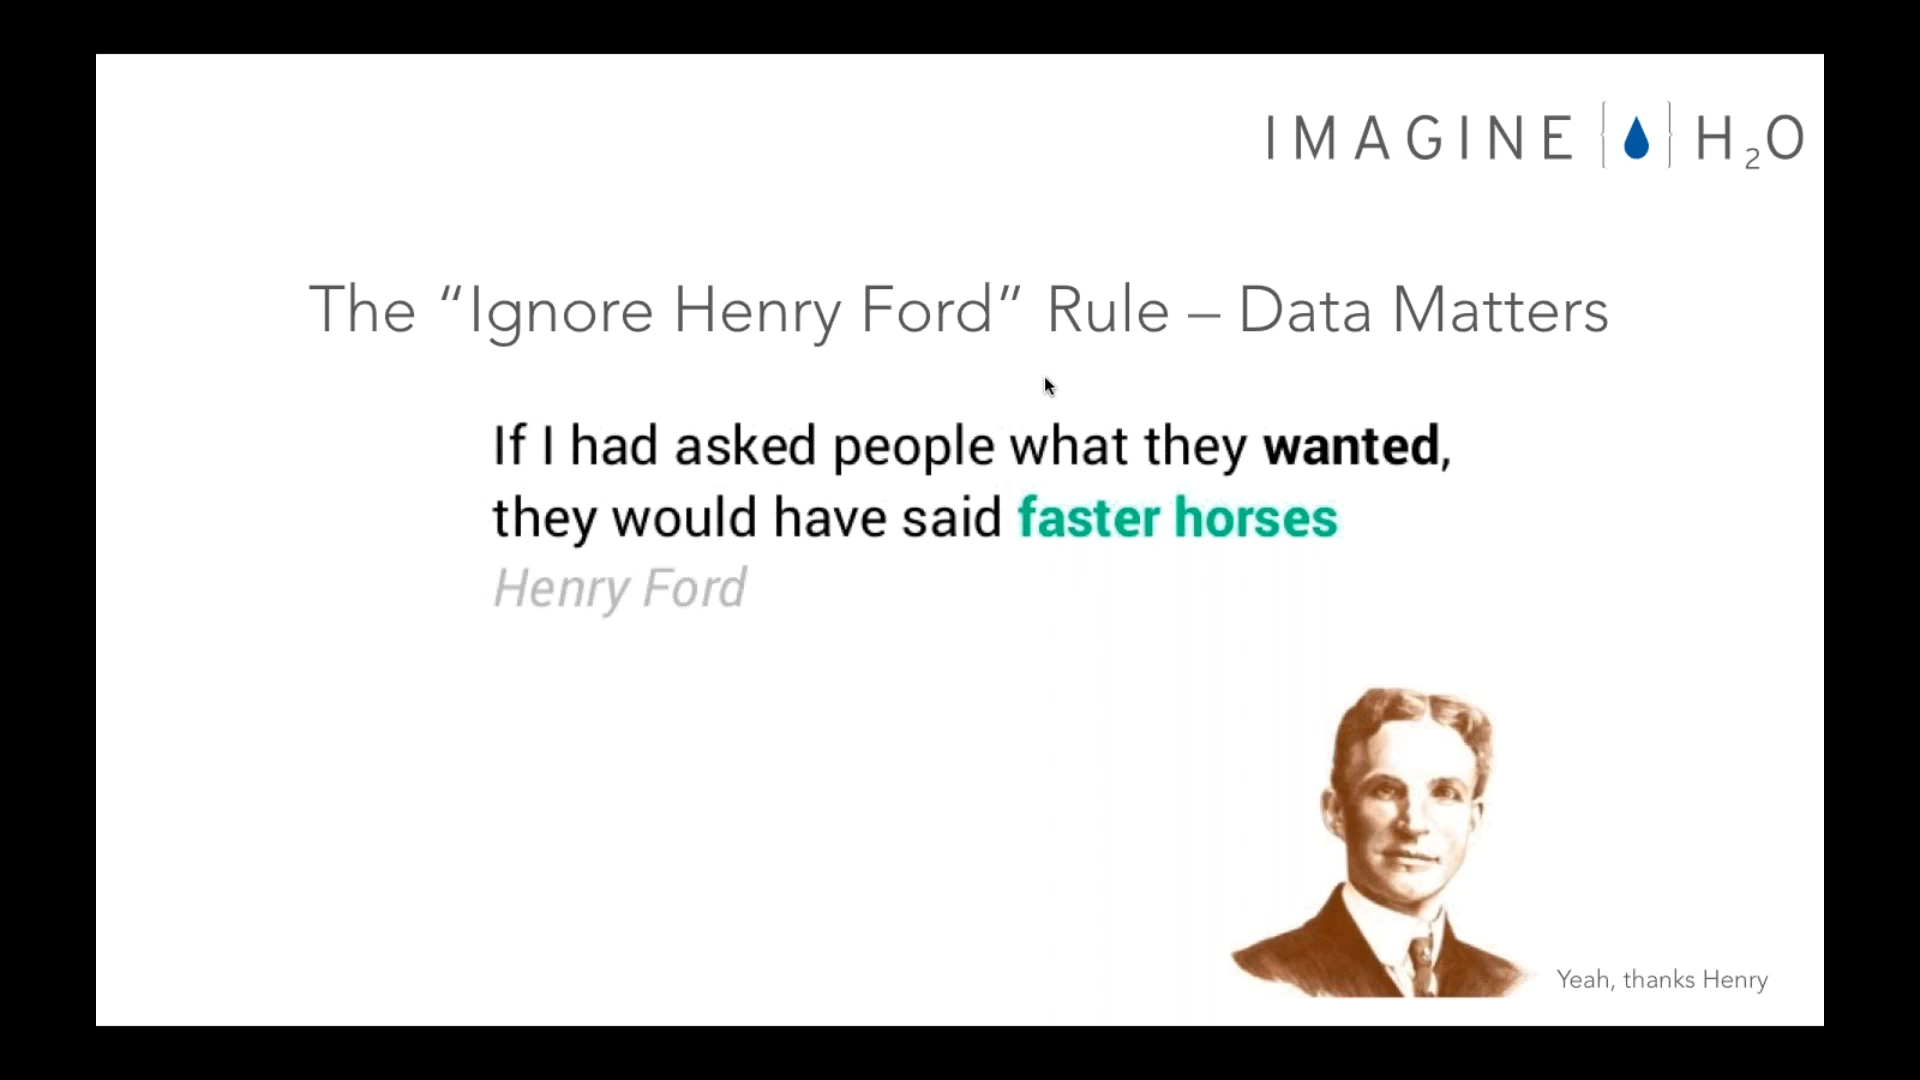 IMAGINE H₂O
The “Ignore Henry Ford” Rule – Data Matters
If I had asked people what they wanted,
they would have said faster horses
Henry Ford
Yeah, thanks Henry